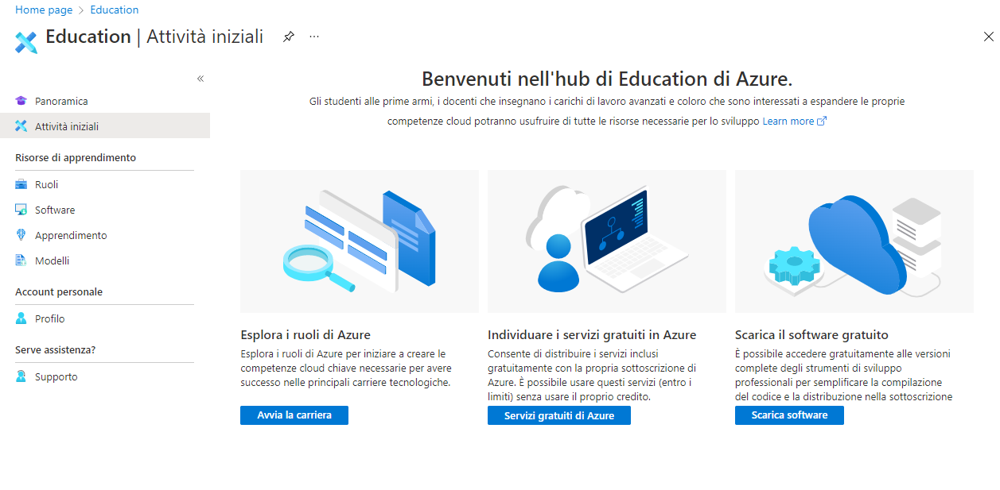 Home page > Education
Education | Attività iniziali
Panoramica
Attività iniziali
Risorse di apprendimento
Ruoli
Software
Apprendimento
Modelli
Account personale
Profilo
Serve assistenza?
Supporto
Benvenuti nell'hub di Education di Azure.
Gli studenti alle prime armi, i docenti che insegnano i carichi di lavoro avanzati e coloro che sono interessati a espandere le proprie
competenze cloud potranno usufruire di tutte le risorse necessarie per lo sviluppo Learn more
Esplora i ruoli di Azure
Esplora i ruoli di Azure per iniziare a creare le
competenze cloud chiave necessarie per avere
successo nelle principali carriere tecnologiche.
Avvia la carriera
Individuare i servizi gratuiti in Azure
Consente di distribuire i servizi inclusi
gratuitamente con la propria sottoscrizione di
Azure. È possibile usare questi servizi (entro i
limiti) senza usare il proprio credito.
Servizi gratuiti di Azure
Scarica il software gratuito
È possibile accedere gratuitamente alle versioni
complete degli strumenti di sviluppo
professionali per semplificare la compilazione
del codice e la distribuzione nella sottoscrizione
Scarica software